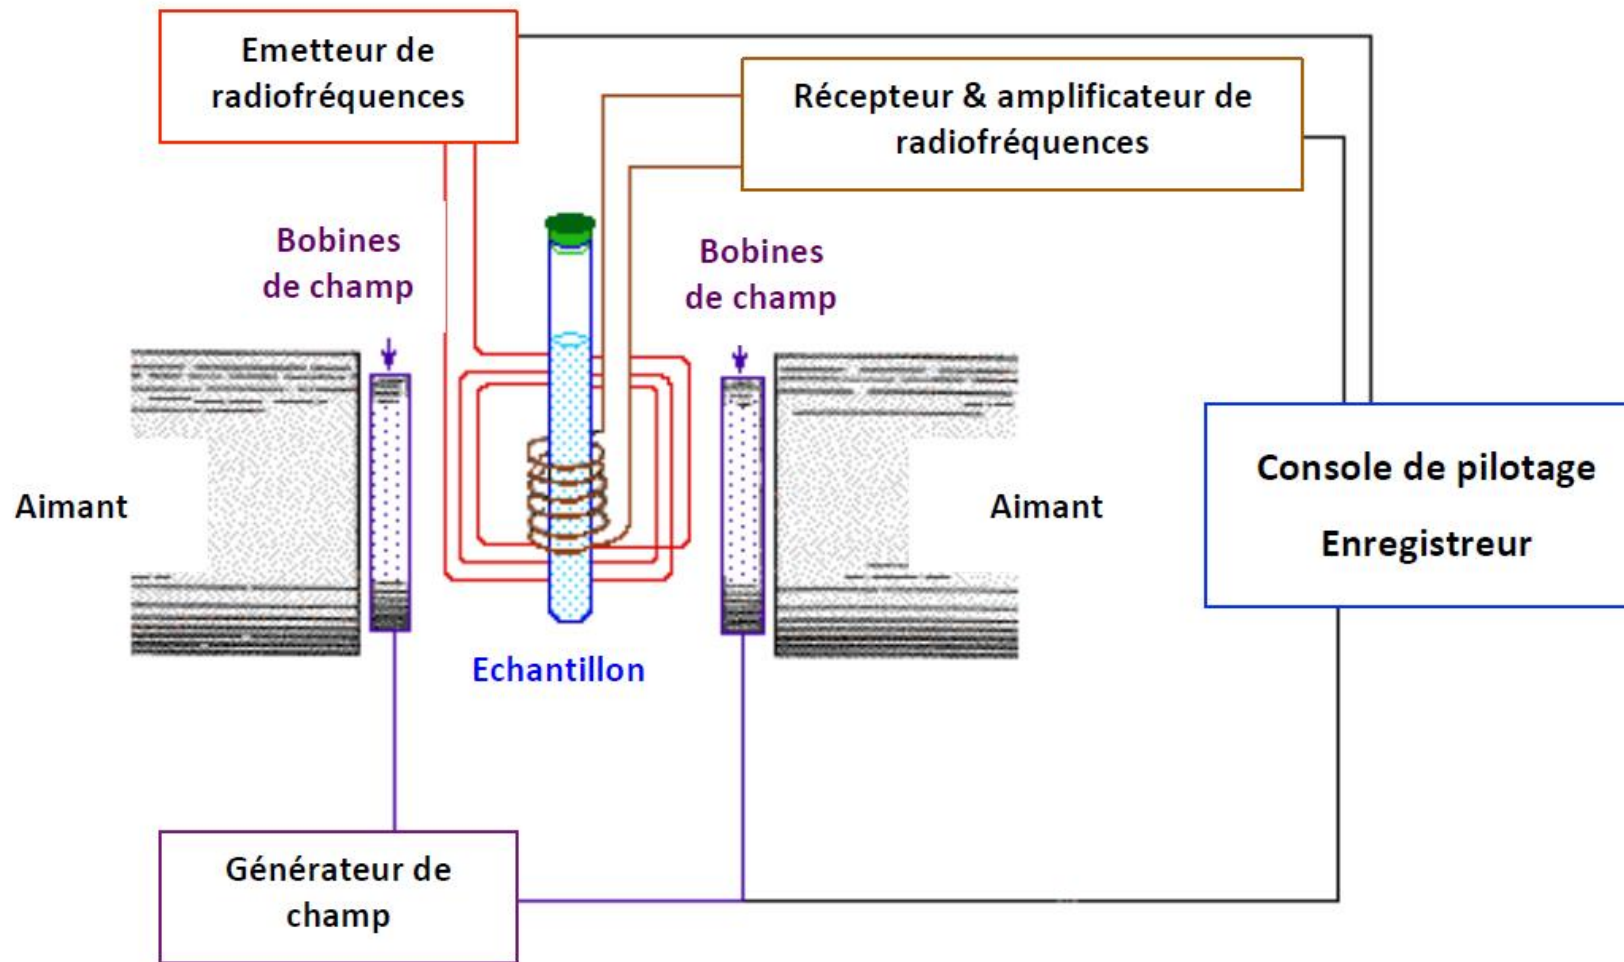 Emetteur de
radiofréquences
Récepteur & amplificateur de
radiofréquences
Bobines
de champ
Bobines
de champ
Aimant
Aimant
Console de pilotage
Enregistreur
Echantillon
Générateur de
champ